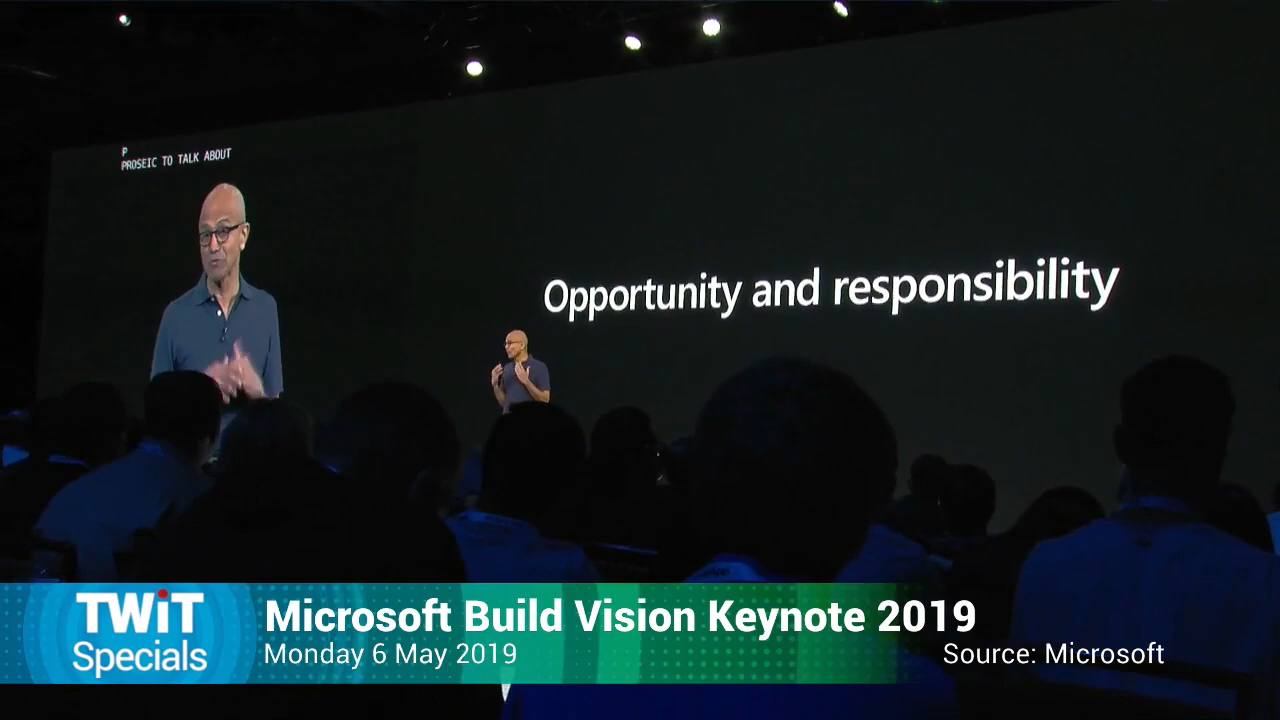 P
PROSEIC TO TALK ABOUT
Opportunity and responsibility
TWiT
Specials
Microsoft Build Vision Keynote 2019
Monday 6 May 2019
Source: Microsoft